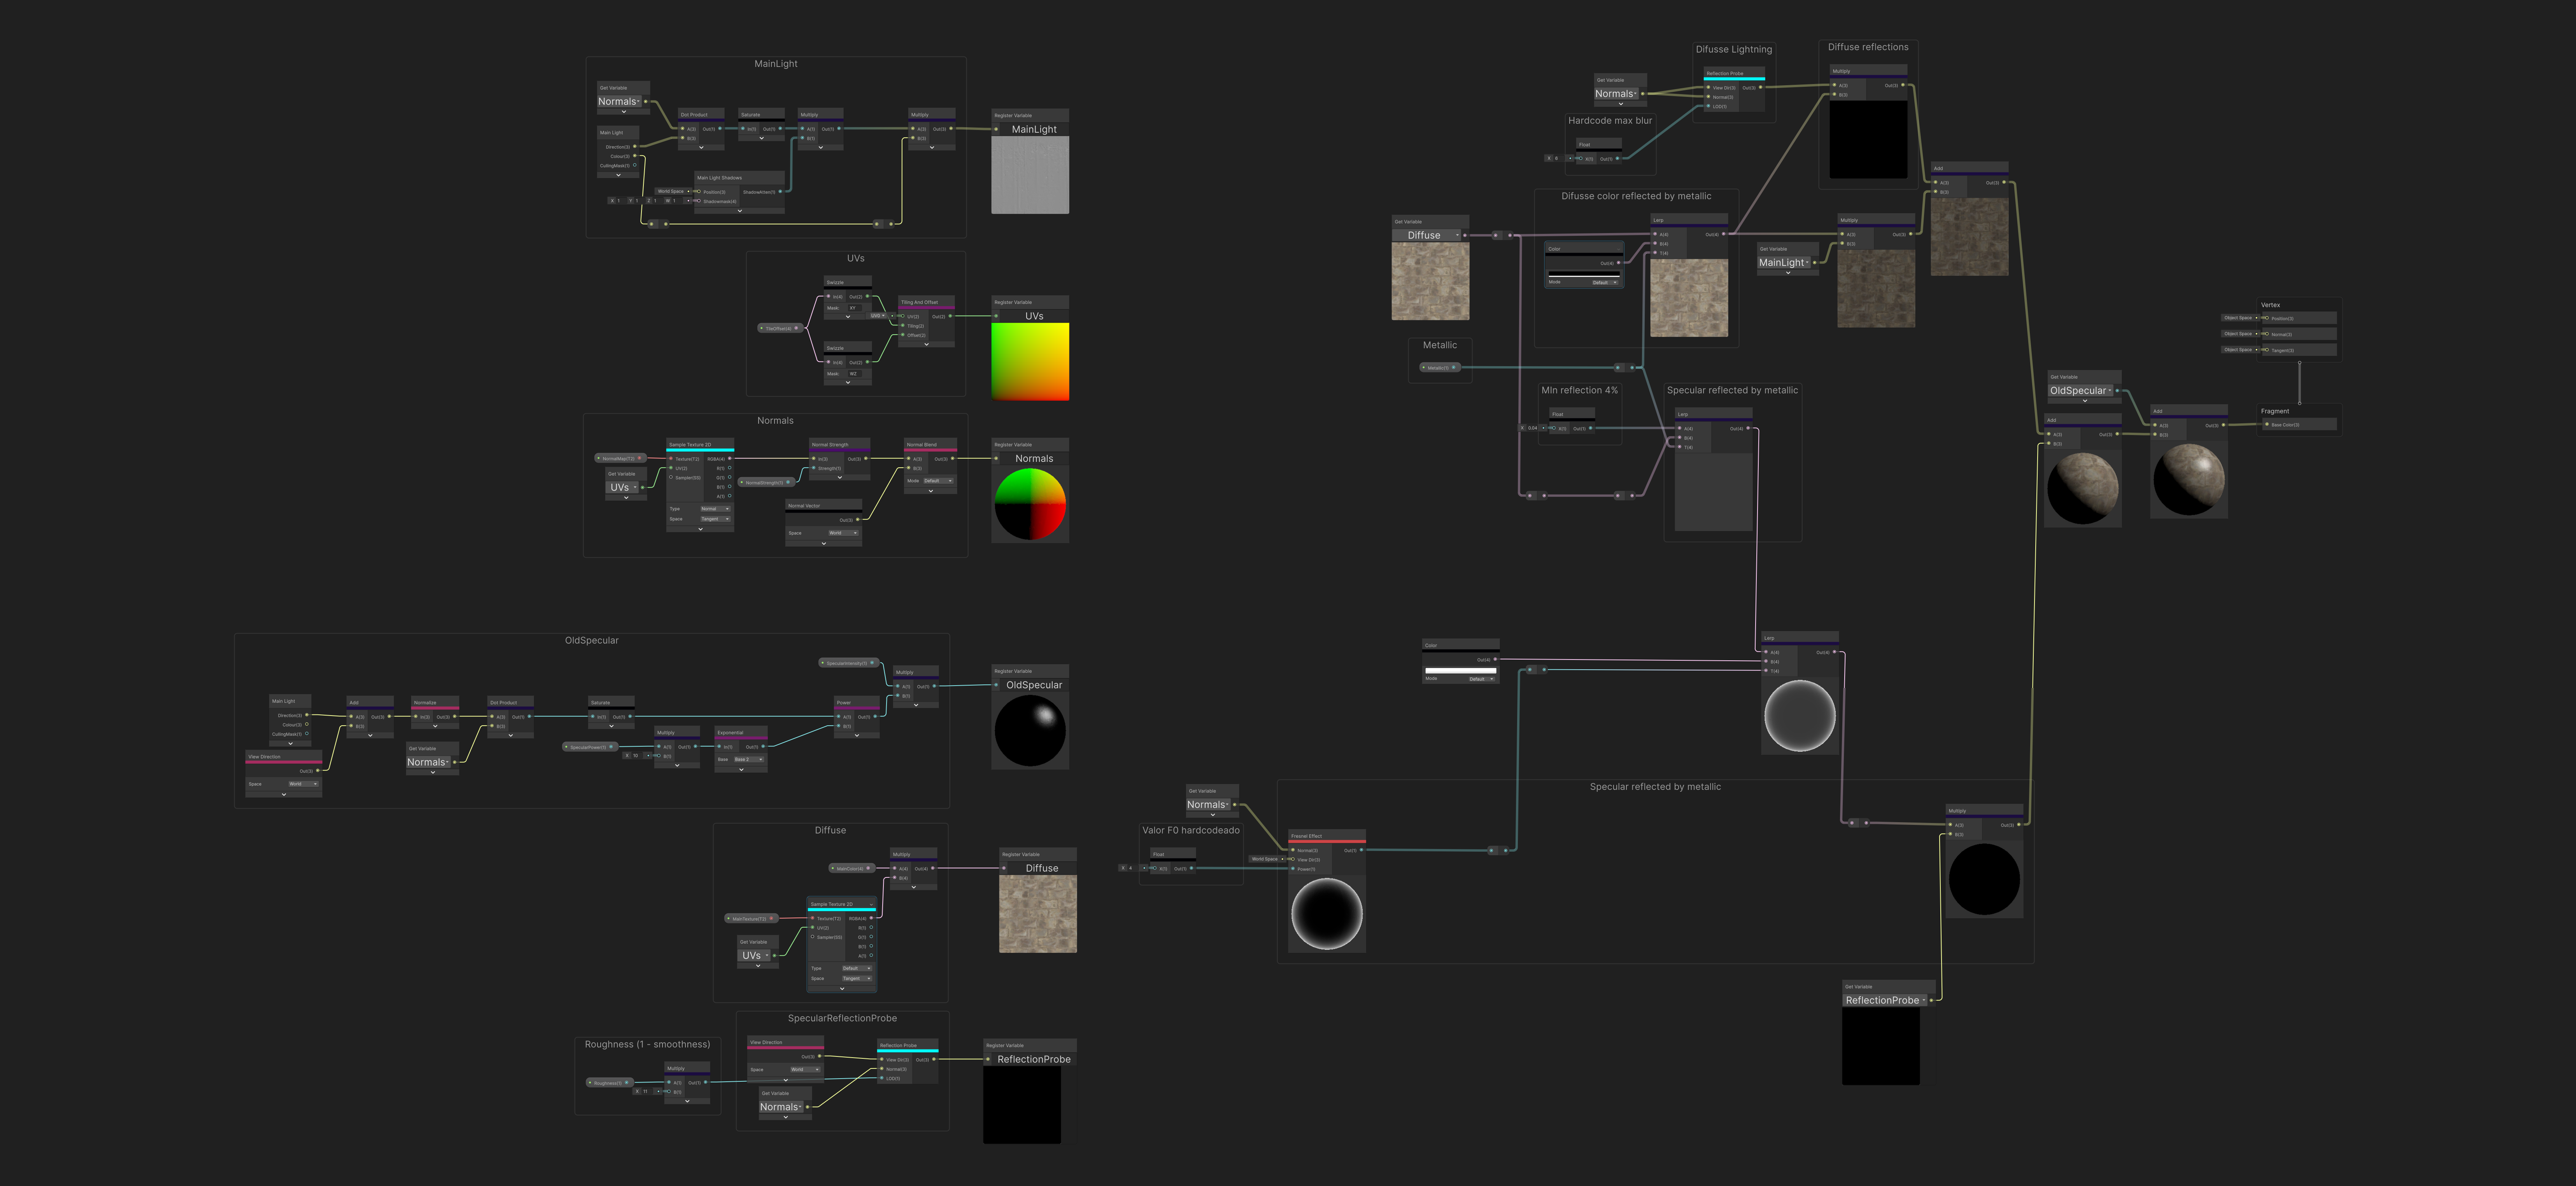 MainLight
Get Variable
Normals
Main Light
Direction(3)
Colour(3)
CullingMask(1)
Dot Product
A(3) Out(1)
B(3)
Saturate
In(1) Out(1)
Multiply
A(1) Out(1)
B(1)
Main Light Shadows
World Space
Position(3) ShadowAtten(1)
X 1 Y 1 Z 1 W 1
Shadowmask(4)
Multiply
A(3) Out(3)
B(3)
Register Variable
MainLight
UVs
TileOffset(4)
Swizzle
In(4) Out(2)
Mask: XY
Swizzle
In(4) Out(2)
Mask: WZ
Tiling And Offset
UV0
UV(2) Out(2)
Tiling(2)
Offset(2)
Register Variable
UVs
Normals
NormalMap(T2)
Get Variable
UVs
Sample Texture 2D
Texture(T2) RGBA(4)
UV(2) R(1)
Sampler(SS) G(1)
B(1)
A(1)
Type Normal
Space Tangent
NormalStrength(1)
Normal Strength
In(3) Out(3)
Strength(1)
Normal Vector
Out(3)
Space World
Normal Blend
A(3) Out(3)
B(3)
Mode Default
Register Variable
Normals
OldSpecular
Main Light
Direction(3)
Colour(3)
CullingMask(1)
View Direction
Out(3)
Space World
Add
A(3) Out(3)
B(3)
Normalize
In(3) Out(3)
Get Variable
Normals
Dot Product
A(3) Out(1)
B(3)
Saturate
In(1) Out(1)
SpecularPower(1)
X 10
Multiply
A(1) Out(1)
B(1)
Exponential
In(1) Out(1)
Base Base 2
SpecularIntensity(1)
Power
A(1) Out(1)
B(1)
Multiply
A(1) Out(1)
B(1)
Register Variable
OldSpecular
Diffuse
MainColor(4)
Multiply
A(4) Out(4)
B(4)
MainTexture(T2)
Get Variable
UVs
Sample Texture 2D
Texture(T2) RGBA(4)
UV(2) R(1)
Sampler(SS) G(1)
B(1)
A(1)
Type Default
Space Tangent
Register Variable
Diffuse
Roughness (1 - smoothness)
Roughness(1)
X 11
Multiply
A(1) Out(1)
B(1)
SpecularReflectionProbe
View Direction
Out(3)
Space World
Get Variable
Normals
Reflection Probe
View Dir(3) Out(3)
Normal(3)
LOD(1)
Register Variable
ReflectionProbe
Difusse Lightning
Get Variable
Normals
Reflection Probe
View Dir(3) Out(3)
Normal(3)
LOD(1)
Hardcode max blur
Float
X 6
X(1) Out(1)
Diffuse reflections
Multiply
A(3) Out(3)
B(3)
Get Variable
Diffuse
Difusse color reflected by metallic
Color
Out(4)
Mode Default
Lerp
A(4) Out(4)
B(4)
T(4)
Get Variable
MainLight
Multiply
A(3) Out(3)
B(3)
Add
A(3) Out(3)
B(3)
Metallic
Metallic(1)
MIn reflection 4%
Float
X 0.04
X(1) Out(1)
Specular reflected by metallic
Lerp
A(4) Out(4)
B(4)
T(4)
Color
Out(4)
Mode Default
Lerp
A(4) Out(4)
B(4)
T(4)
Get Variable
Normals
Valor F0 hardcodeado
Float
X 4
X(1) Out(1)
Specular reflected by metallic
Fresnel Effect
Normal(3) Out(1)
World Space
View Dir(3)
Power(1)
Multiply
A(3) Out(3)
B(3)
Get Variable
ReflectionProbe
Get Variable
OldSpecular
Add
A(3) Out(3)
B(3)
Add
A(3) Out(3)
B(3)
Vertex
Object Space Position(3)
Object Space Normal(3)
Object Space Tangent(3)
Fragment
Base Color(3)